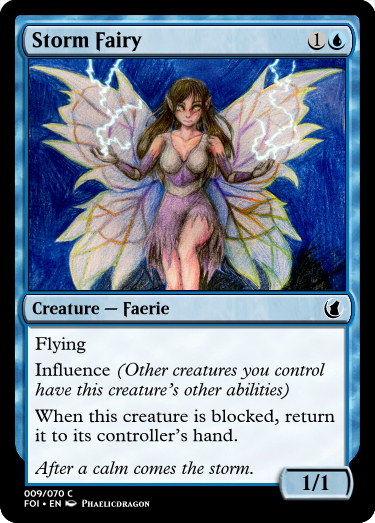 Storm Fairy 1
Creature — Faerie
Flying
Influence (Other creatures you control
have this creature's other abilities)
When this creature is blocked, return
it to its controller's hand.
After a calm comes the storm.
1/1
009/070 C
FOI • EN Phaelicdragon